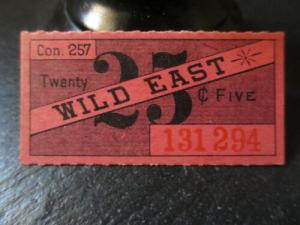 Con. 257
Twenty 25 ¢ Five
WILD EAST
131 294